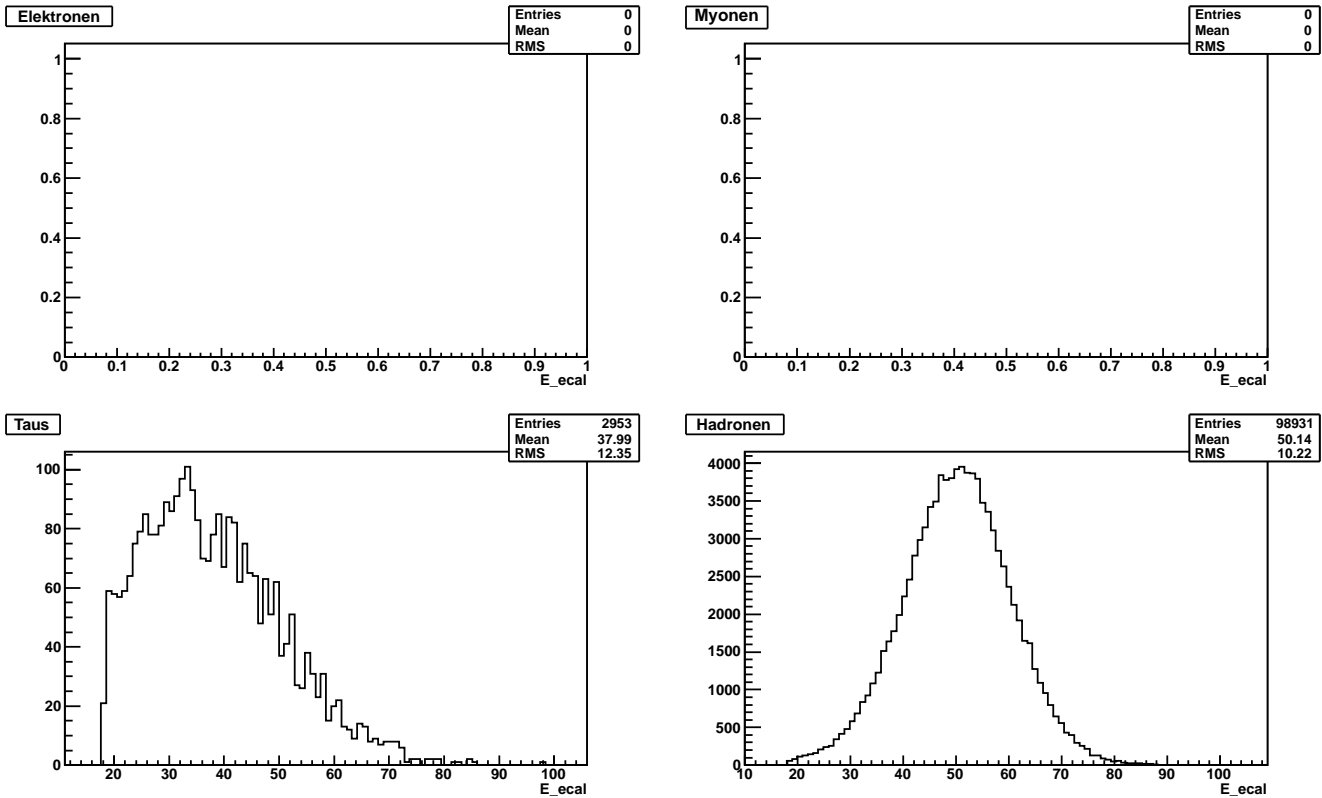 Elektronen
Entries 0
Mean 0
RMS 0
1
0.8
0.6
0.4
0.2
0
0 0.1 0.2 0.3 0.4 0.5 0.6 0.7 0.8 0.9 1
E_ecal
Myonen
Entries 0
Mean 0
RMS 0
1
0.8
0.6
0.4
0.2
0
0 0.1 0.2 0.3 0.4 0.5 0.6 0.7 0.8 0.9 1
E_ecal
Taus
Entries 2953
Mean 37.99
RMS 12.35
100
80
60
40
20
0
20 30 40 50 60 70 80 90 100
E_ecal
Hadronen
Entries 98931
Mean 50.14
RMS 10.22
4000
3500
3000
2500
2000
1500
1000
500
0
10 20 30 40 50 60 70 80 90 100
E_ecal